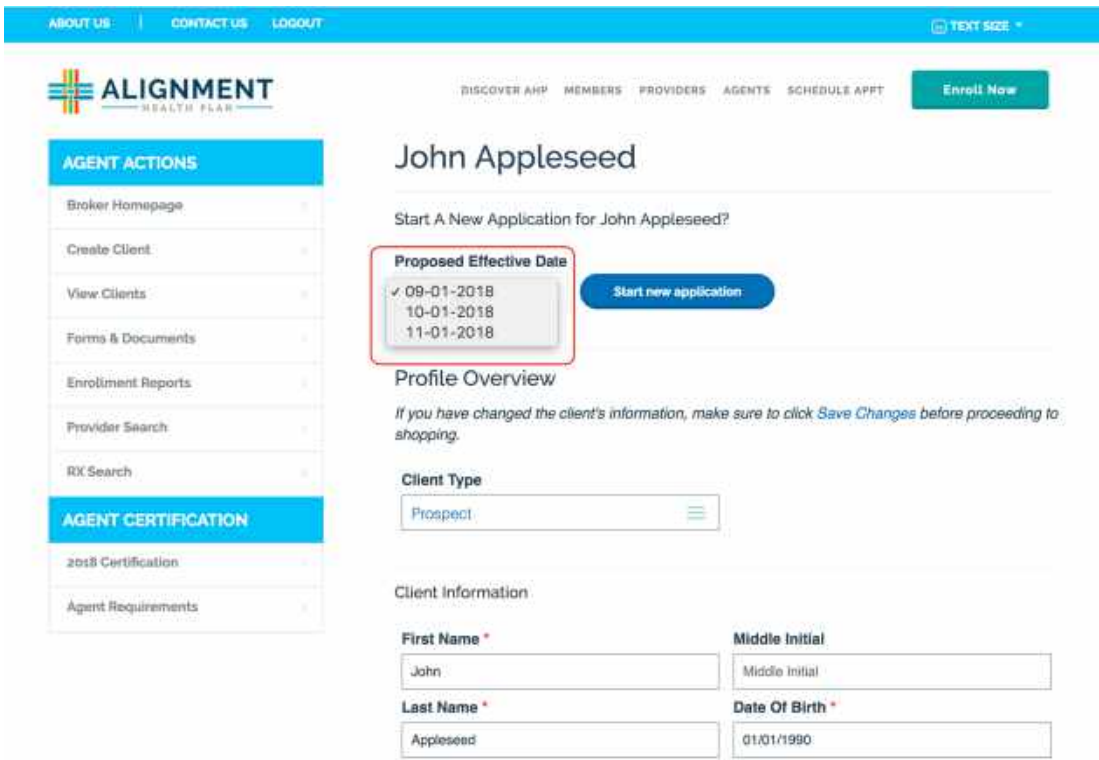 ABOUT US | CONTACT US LOGOUT
TEXT SIZE
ALIGNMENT
HEALTH PLAN
DISCOVER AHP MEMBERS PROVIDERS AGENTS SCHEDULE APPT
Enroll Now
AGENT ACTIONS
Broker Homepage
Create Client
View Clients
Forms & Documents
Enrollment Reports
Provider Search
RX Search
AGENT CERTIFICATION
2018 Certification
Agent Requirements
John Appleseed
Start A New Application for John Appleseed?
Proposed Effective Date
✓ 09-01-2018
10-01-2018
11-01-2018
Start new application
Profile Overview
If you have changed the client's information, make sure to click Save Changes before proceeding to
shopping.
Client Type
Prospect
Client Information
First Name *
John
Middle Initial
Middle Initial
Last Name *
Appleseed
Date Of Birth *
01/01/1990